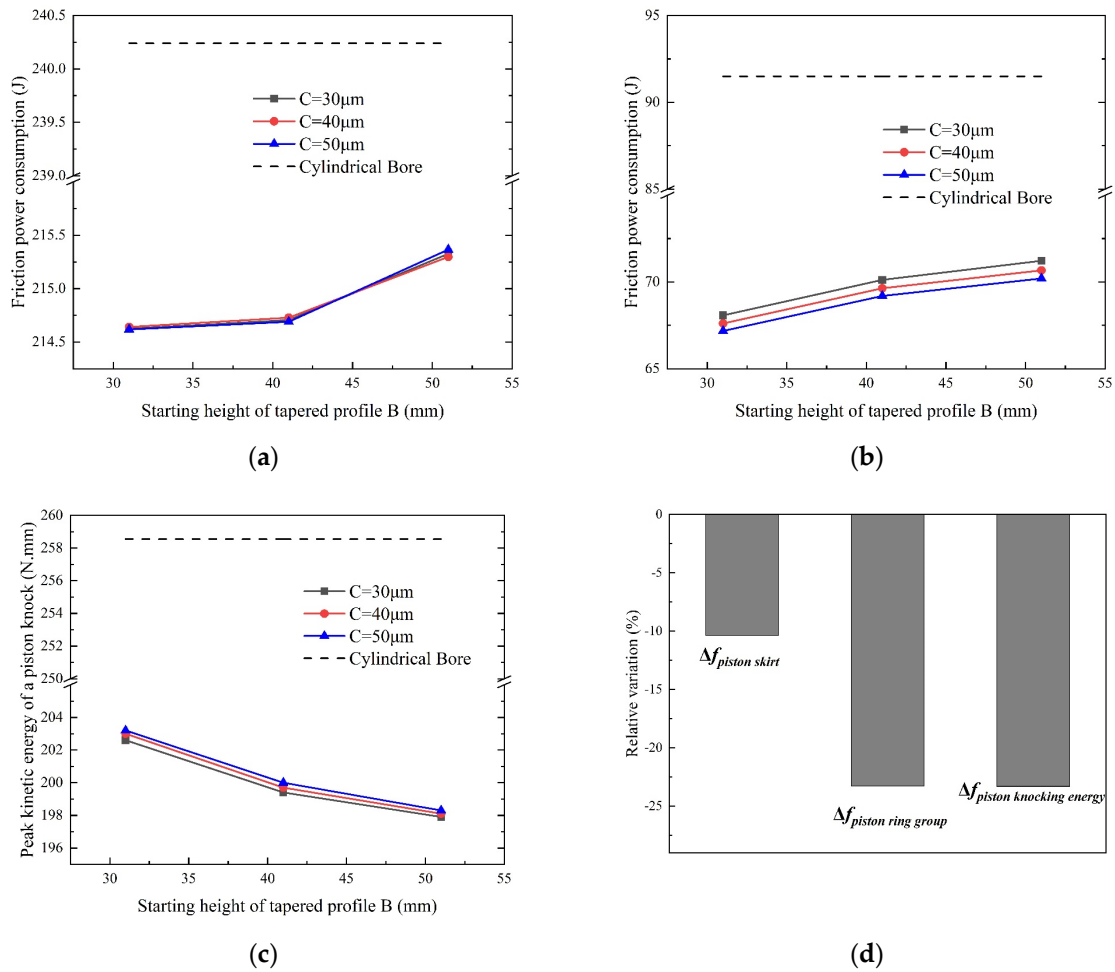 240.5
240.0
239.5
239.0
215.5
215.0
214.5
Friction power consumption (J)
C=30μm
C=40μm
C=50μm
Cylindrical Bore
30 35 40 45 50 55
Starting height of tapered profile B (mm)
(a)
95
90
85
70
65
Friction power consumption (J)
C=30μm
C=40μm
C=50μm
Cylindrical Bore
30 35 40 45 50 55
Starting height of tapered profile B (mm)
(b)
260
258
256
254
252
250
204
202
200
198
196
Peak kinetic energy of a piston knock (N.mm)
C=30μm
C=40μm
C=50μm
Cylindrical Bore
30 35 40 45 50 55
Starting height of tapered profile B (mm)
(c)
0
-5
-10
-15
-20
-25
Relative variation (%)
Δf piston skirt
Δf piston ring group
Δf piston knocking energy
(d)